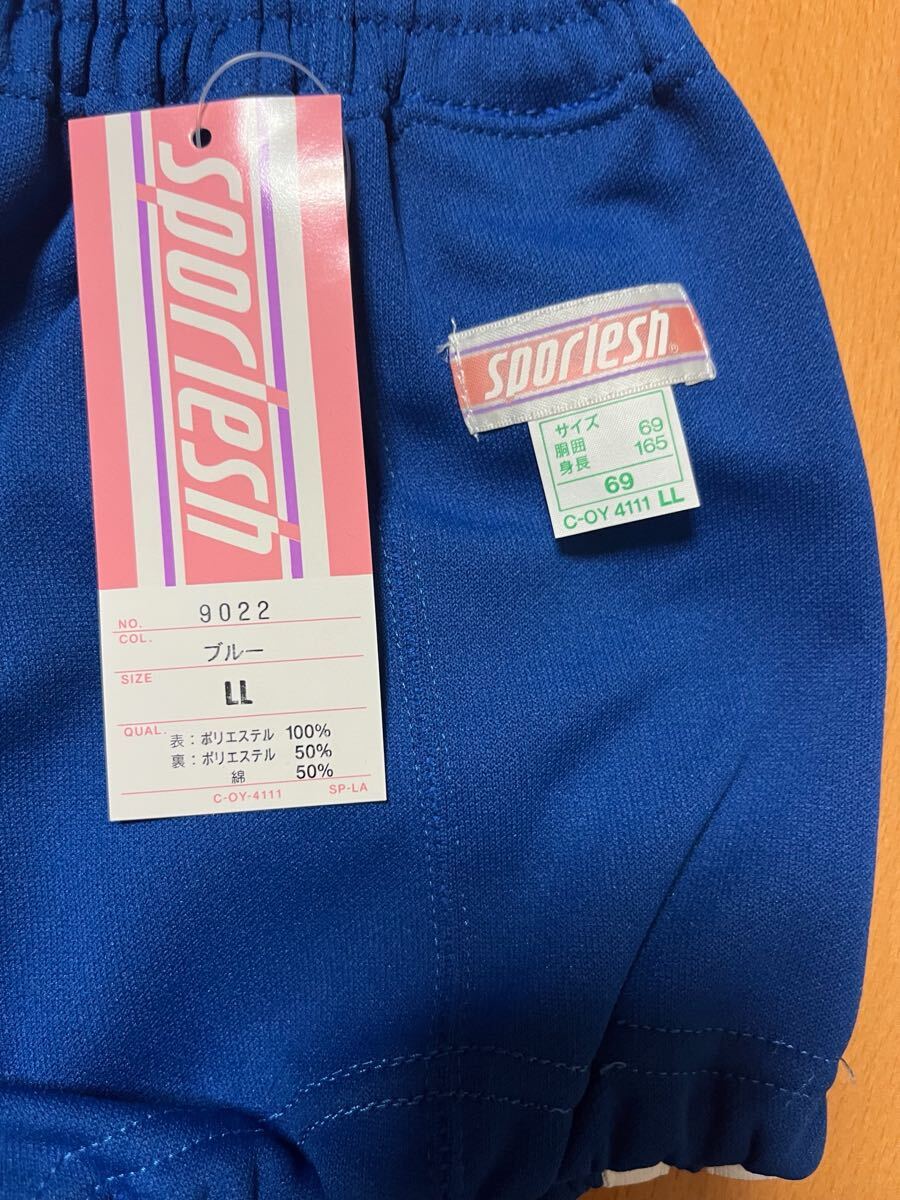 sporlesh
NO. 9022
COL. ブルー
SIZE LL
QUAL. 表：ポリエステル 100%
裏：ポリエステル 50%
綿 50%
C-OY-4111 SP-LA
sporlesh®
サイズ
胴囲 69
身長 165
69
C-OY 4111 LL